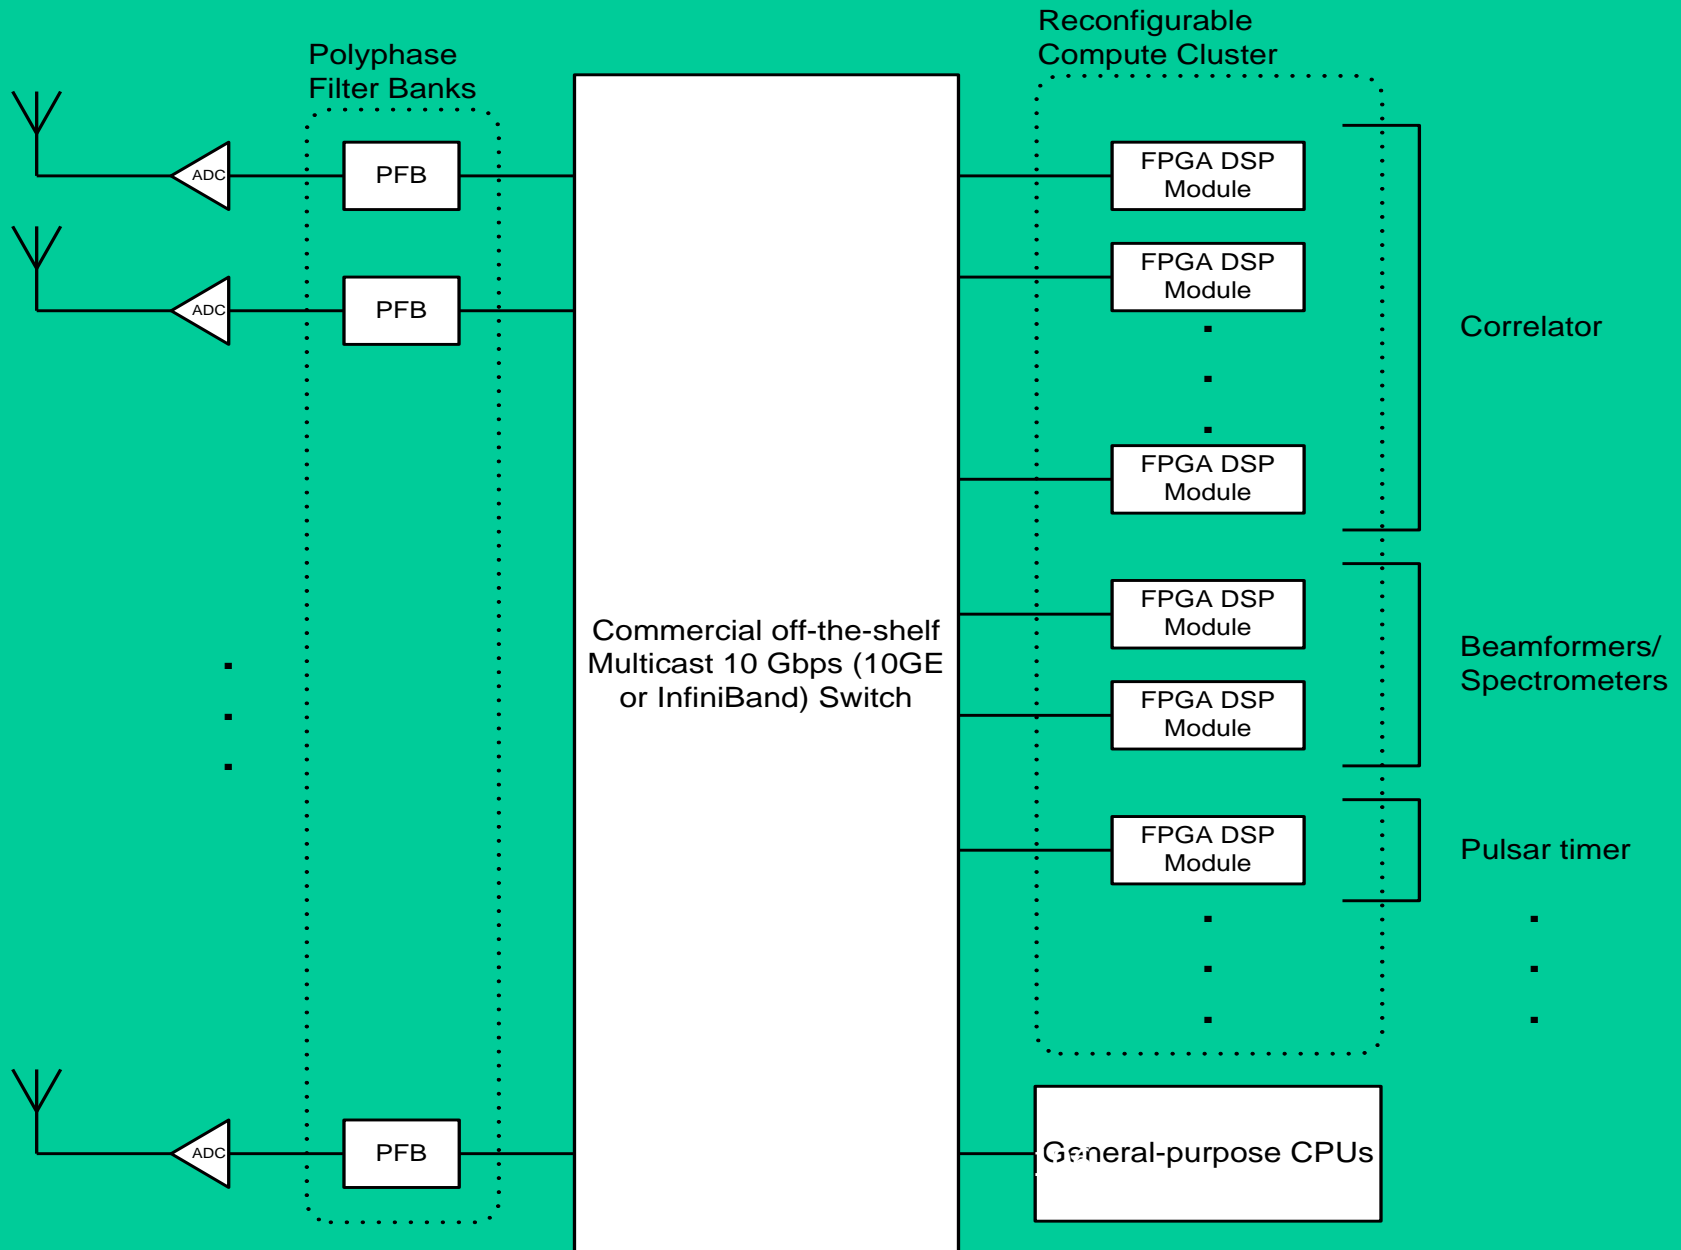 Polyphase
Filter Banks
Reconfigurable
Compute Cluster
ADC
PFB
ADC
PFB
ADC
PFB
Commercial off-the-shelf
Multicast 10 Gbps (10GE
or InfiniBand) Switch
FPGA DSP
Module
FPGA DSP
Module
FPGA DSP
Module
FPGA DSP
Module
FPGA DSP
Module
FPGA DSP
Module
General-purpose CPUs
Correlator
Beamformers/
Spectrometers
Pulsar timer